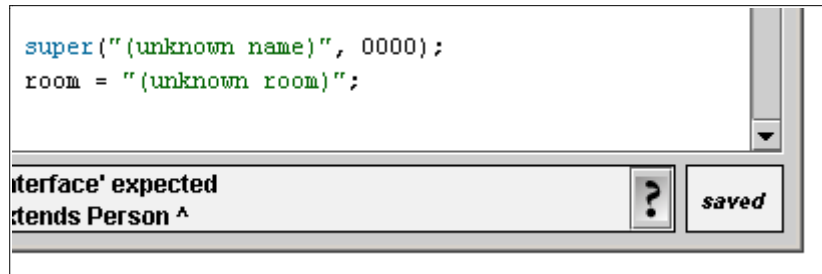 super("(unknown name)", 0000);
room = "(unknown room)";
nterface' expected
xtends Person ^
?
saved